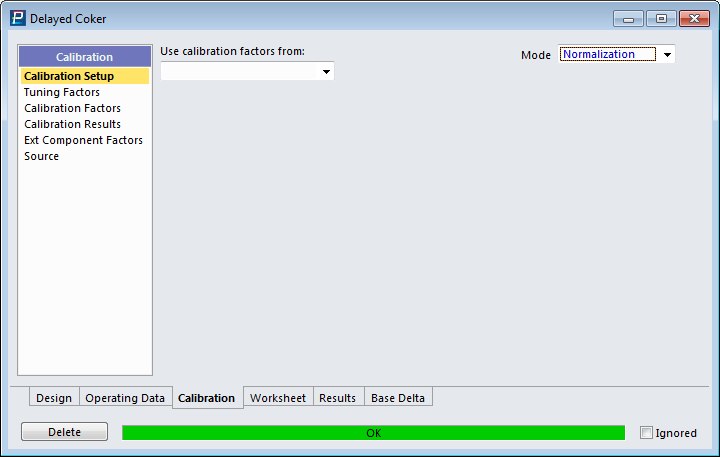 Delayed Coker
Calibration
Calibration Setup
Tuning Factors
Calibration Factors
Calibration Results
Ext Component Factors
Source
Use calibration factors from:
Mode Normalization
Design Operating Data Calibration Worksheet Results Base Delta
Delete OK Ignored